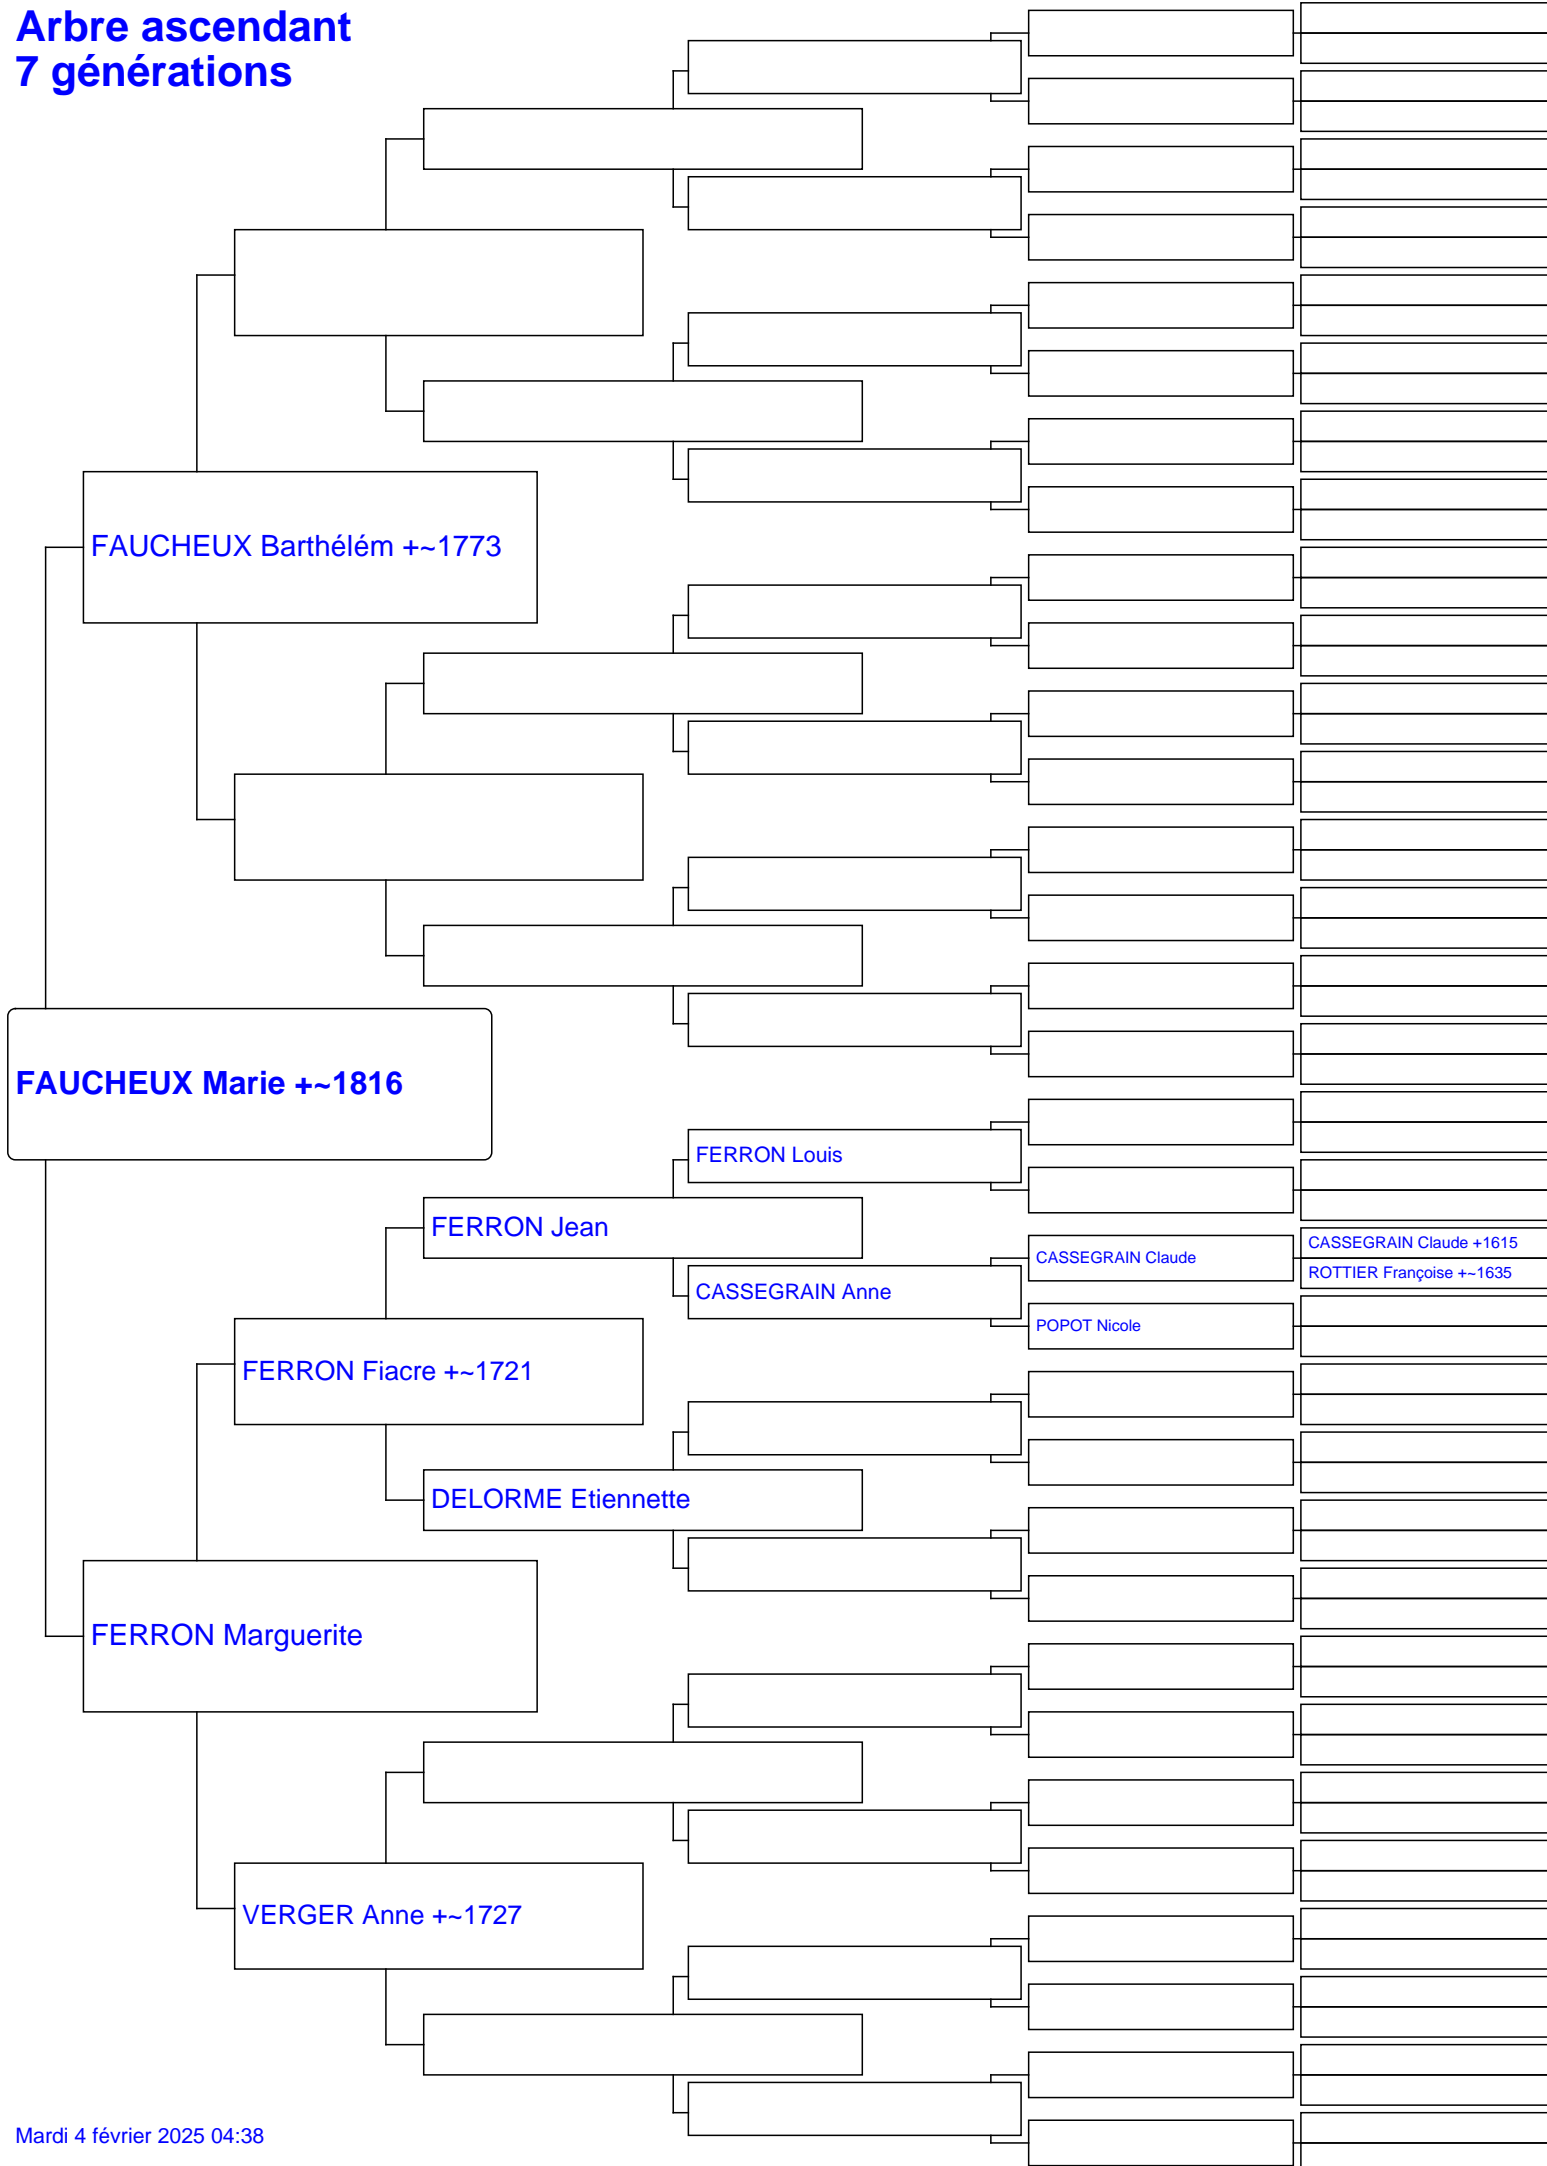 Arbre ascendant
7 générations
FAUCHEUX Barthélém +~1773
FAUCHEUX Marie +~1816
FERRON Louis
FERRON Jean
CASSEGRAIN Claude +1615
CASSEGRAIN Claude
ROTTIER Françoise +~1635
CASSEGRAIN Anne
POPOT Nicole
FERRON Fiacre +~1721
DELORME Etiennette
FERRON Marguerite
VERGER Anne +~1727
Mardi 4 février 2025 04:38